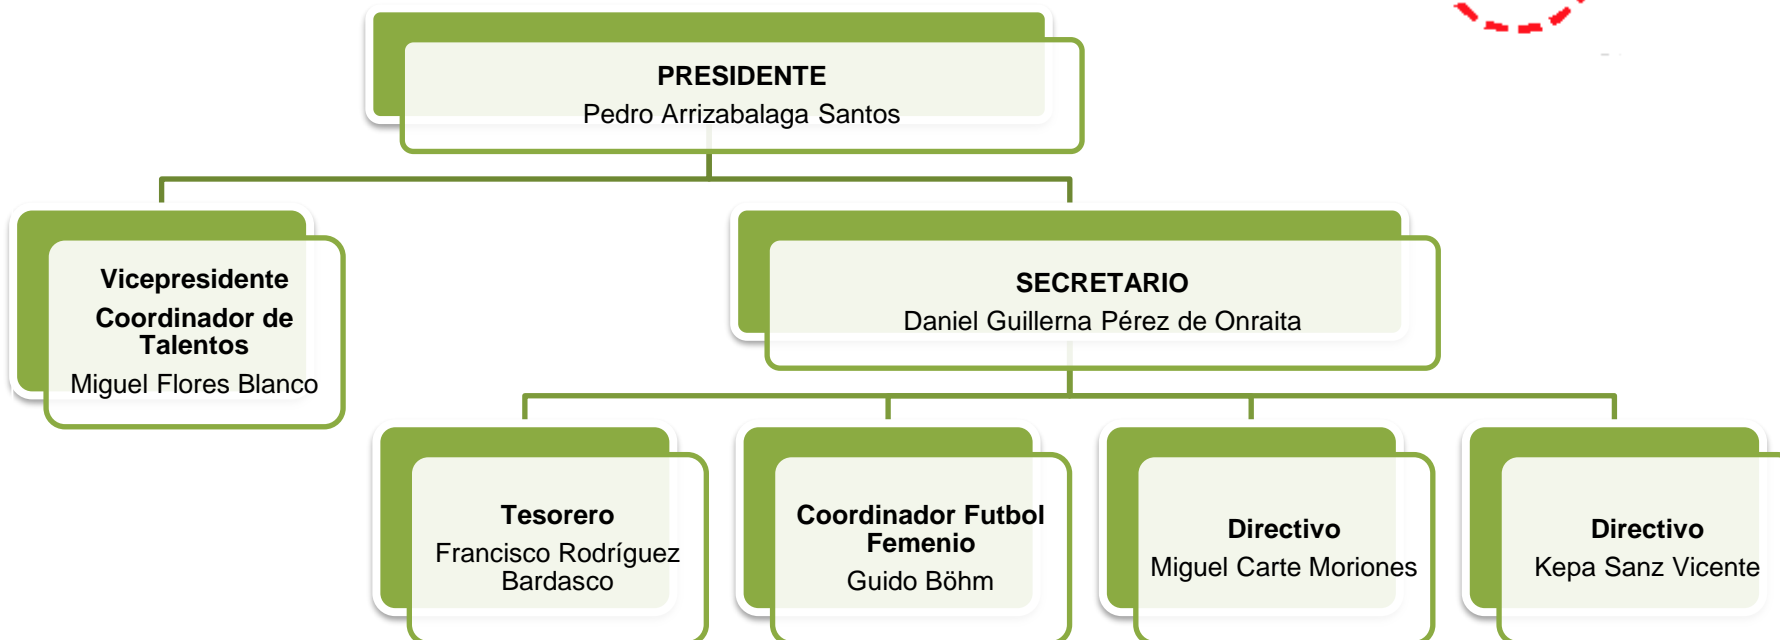 PRESIDENTE
Pedro Arrizabalaga Santos
Vicepresidente
Coordinador de
Talentos
Miguel Flores Blanco
SECRETARIO
Daniel Guillerna Pérez de Onraita
Tesorero
Francisco Rodríguez
Bardasco
Coordinador Futbol
Femenio
Guido Böhm
Directivo
Miguel Carte Moriones
Directivo
Kepa Sanz Vicente